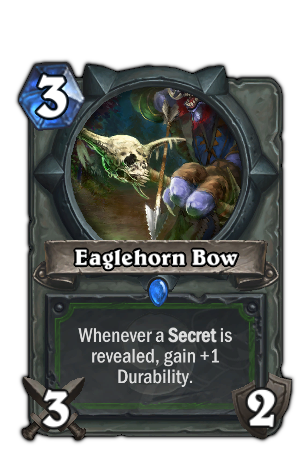 3
Eaglehorn Bow
Whenever a Secret is
revealed, gain +1
Durability.
3
2